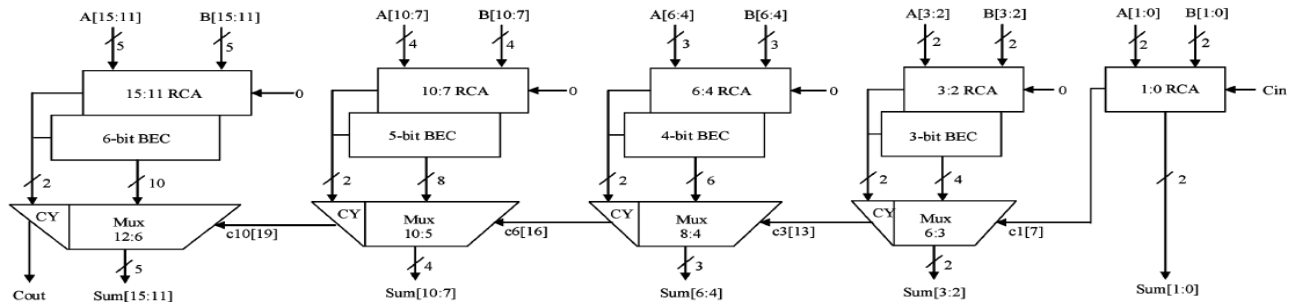 A[15:11] B[15:11] A[10:7] B[10:7] A[6:4] B[6:4] A[3:2] B[3:2] A[1:0] B[1:0]
5 5 4 4 3 3 2 2 2 2
15:11 RCA 0 10:7 RCA 0 6:4 RCA 0 3:2 RCA 0 1:0 RCA Cin
6-bit BEC 5-bit BEC 4-bit BEC 3-bit BEC
2 10 2 8 2 6 2 4 2
CY Mux CY Mux CY Mux CY Mux
12:6 c10[19] 10:5 c6[16] 8:4 c3[13] 6:3 c1[7]
5 4 3 2
Cout Sum[15:11] Sum[10:7] Sum[6:4] Sum[3:2] Sum[1:0]